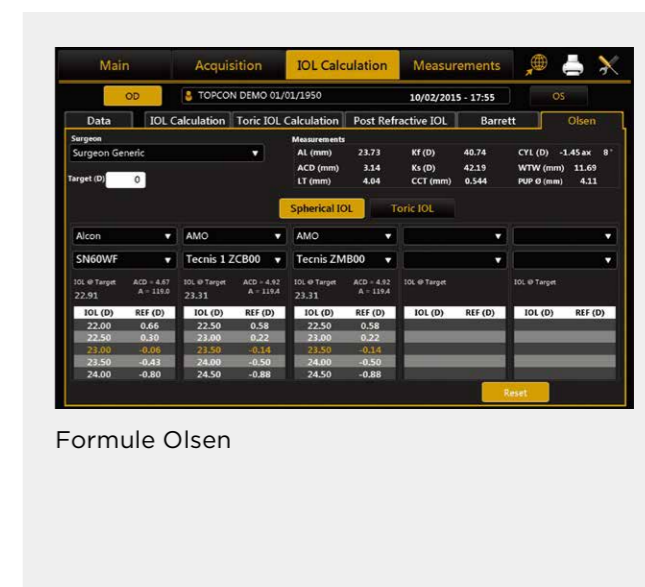 Main Acquisition IOL Calculation Measurements
OD TOPCON DEMO 01/01/1950 10/02/2015 - 17:55 OS
Data IOL Calculation Toric IOL Calculation Post Refractive IOL Barrett Olsen
Surgeon Measurements
Surgeon Generic ▼ AL (mm) 23.73 Kf (D) 40.74 CYL (D) -1.45 ax 8°
ACD (mm) 3.14 Ks (D) 42.19 WTW (mm) 11.69
Target (D) 0 LT (mm) 4.04 CCT (mm) 0.544 PUP Ø (mm) 4.11
Spherical IOL Toric IOL
Alcon ▼ AMO ▼ AMO ▼ ▼ ▼
SN60WF ▼ Tecnis 1 ZCB00 ▼ Tecnis ZMB00 ▼ ▼ ▼
IOL @ Target ACD = 4.67 IOL @ Target ACD = 4.92 IOL @ Target ACD = 4.92 IOL @ Target IOL @ Target
22.91 A = 119.0 23.31 A = 119.4 23.31 A = 119.4
IOL (D) REF (D) IOL (D) REF (D) IOL (D) REF (D) IOL (D) REF (D) IOL (D) REF (D)
22.00 0.66 22.50 0.58 22.50 0.58
22.50 0.30 23.00 0.22 23.00 0.22
23.00 -0.06 23.50 -0.14 23.50 -0.14
23.50 -0.43 24.00 -0.50 24.00 -0.50
24.00 -0.80 24.50 -0.88 24.50 -0.88
Reset
Formule Olsen